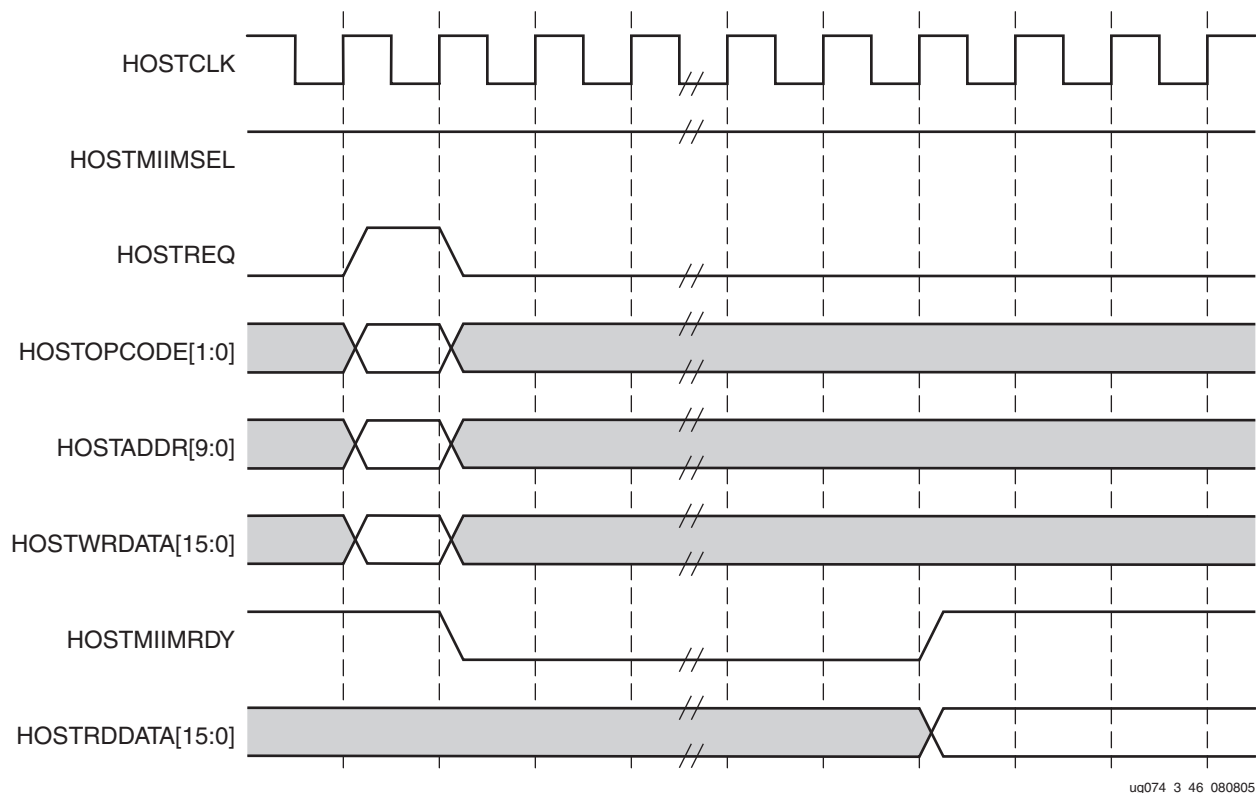 HOSTCLK
HOSTMIIMSEL
HOSTREQ
HOSTOPCODE[1:0]
HOSTADDR[9:0]
HOSTWRDATA[15:0]
HOSTMIIMRDY
HOSTRDDATA[15:0]
ug074_3_46_080805